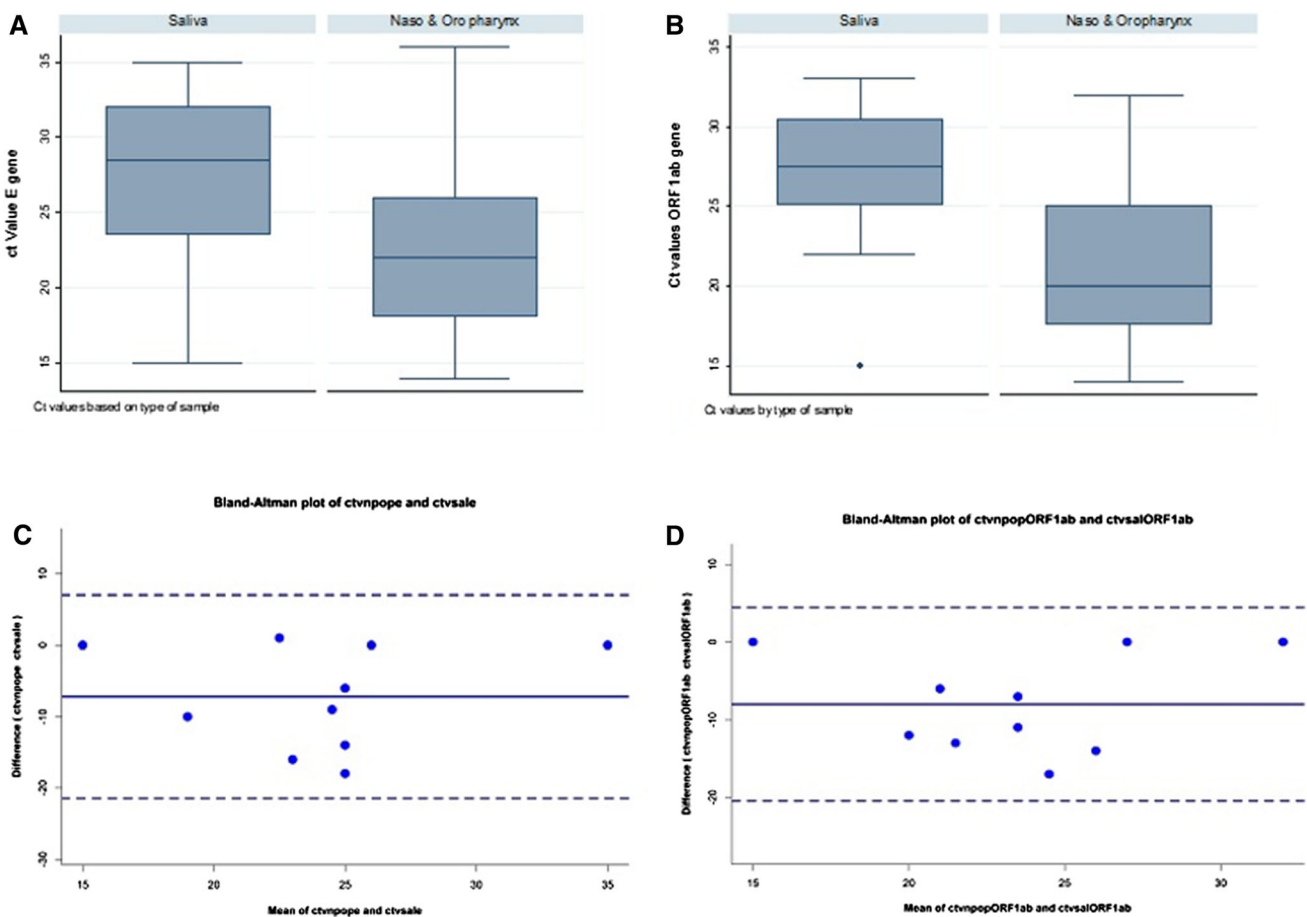 A
Saliva
Naso & Oropharynx
ct Value E gene
35
30
25
20
15
Ct values based on type of sample
B
Saliva
Naso & Oropharynx
Ct values ORF1ab gene
35
30
25
20
15
Ct values by type of sample
C
Bland-Altman plot of ctvnpope and ctvsale
Difference ( ctvnpope ctvsale )
10
0
-10
-20
-30
15 20 25 30 35
Mean of ctvnpope and ctvsale
D
Bland-Altman plot of ctvnpopORF1ab and ctvsalORF1ab
Difference ( ctvnpopORF1ab ctvsalORF1ab )
10
0
-10
-20
15 20 25 30
Mean of ctvnpopORF1ab and ctvsalORF1ab